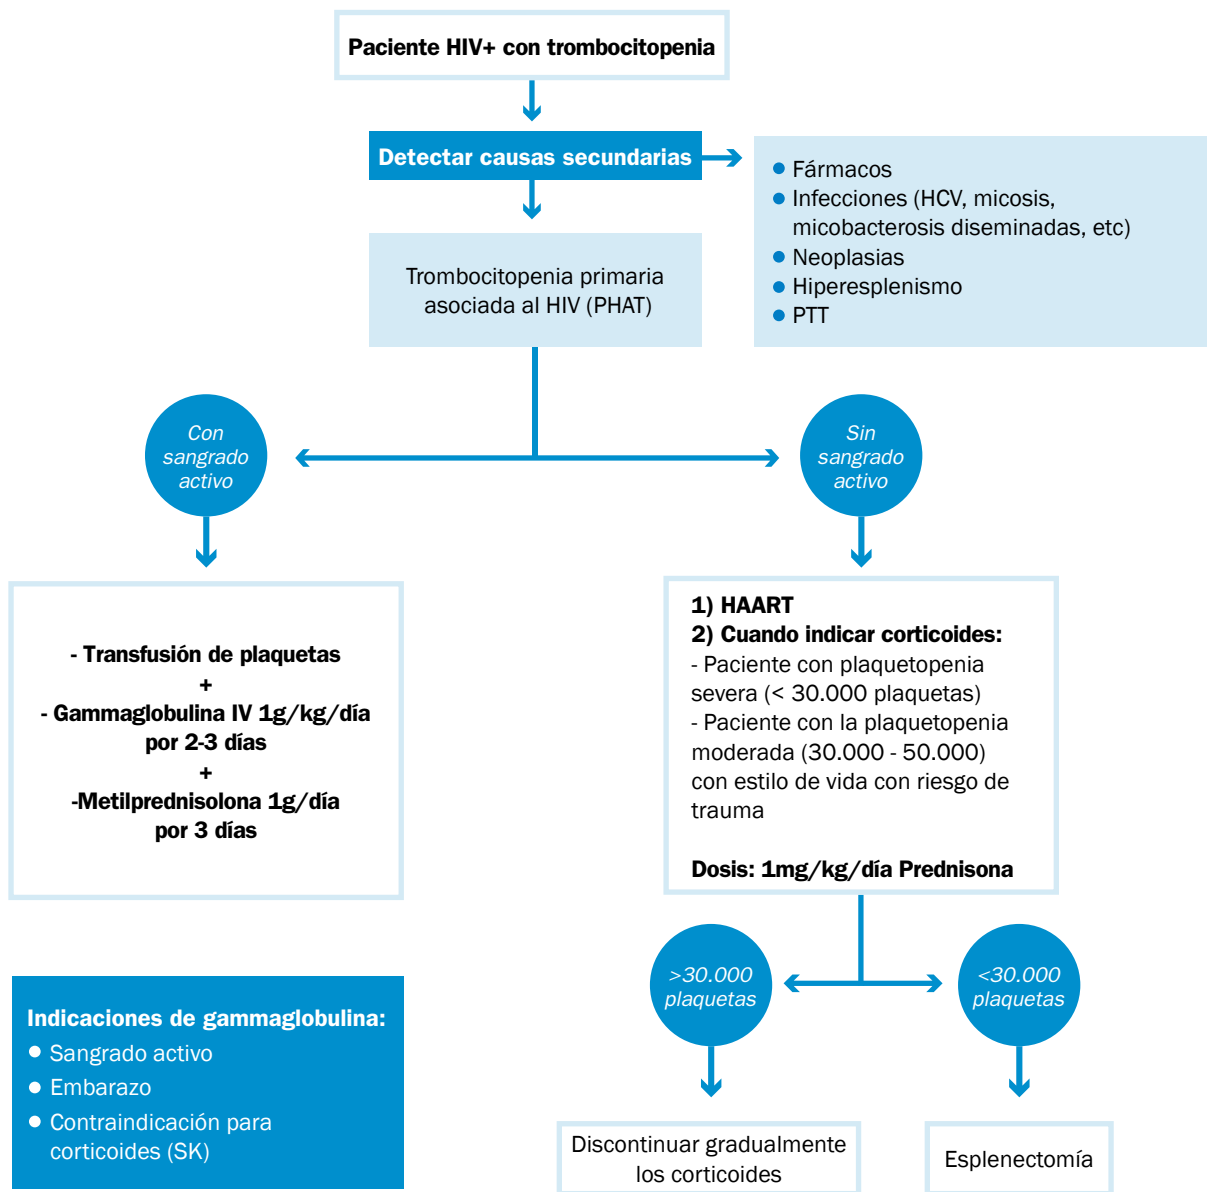 Paciente HIV+ con trombocitopenia
Detectar causas secundarias
● Fármacos
● Infecciones (HCV, micosis,
micobacterosis diseminadas, etc)
● Neoplasias
● Hiperesplenismo
● PTT
Trombocitopenia primaria
asociada al HIV (PHAT)
Con
sangrado
activo
Sin
sangrado
activo
- Transfusión de plaquetas
+
- Gammaglobulina IV 1g/kg/día
por 2-3 días
+
-Metilprednisolona 1g/día
por 3 días
1) HAART
2) Cuando indicar corticoides:
- Paciente con plaquetopenia
severa (< 30.000 plaquetas)
- Paciente con la plaquetopenia
moderada (30.000 - 50.000)
con estilo de vida con riesgo de
trauma
Dosis: 1mg/kg/día Prednisona
>30.000
plaquetas
<30.000
plaquetas
Indicaciones de gammaglobulina:
● Sangrado activo
● Embarazo
● Contraindicación para
corticoides (SK)
Discontinuar gradualmente
los corticoides
Esplenectomía